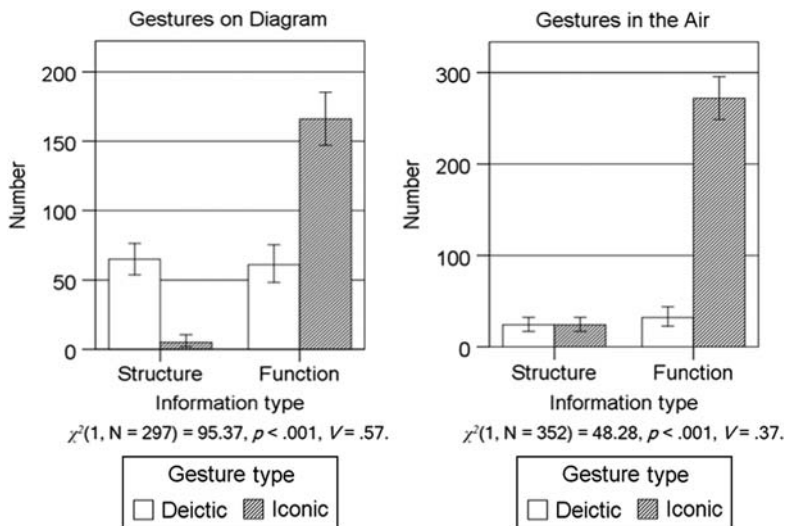 Gestures on Diagram
200
150
100
50
0
Number
Structure Function
Information type
χ²(1, N = 297) = 95.37, p < .001, V = .57.
Gesture type
Deictic Iconic
Gestures in the Air
300
200
100
0
Number
Structure Function
Information type
χ²(1, N = 352) = 48.28, p < .001, V = .37.
Gesture type
Deictic Iconic